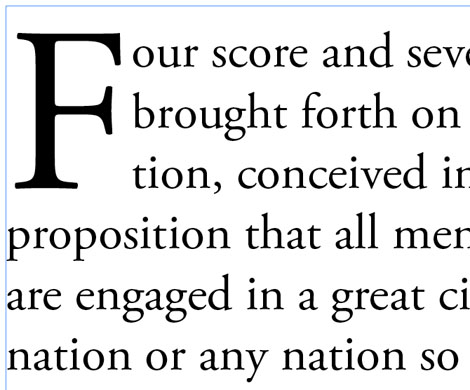 Four score and seve
brought forth on
tion, conceived in
proposition that all men
are engaged in a great ci
nation or any nation so